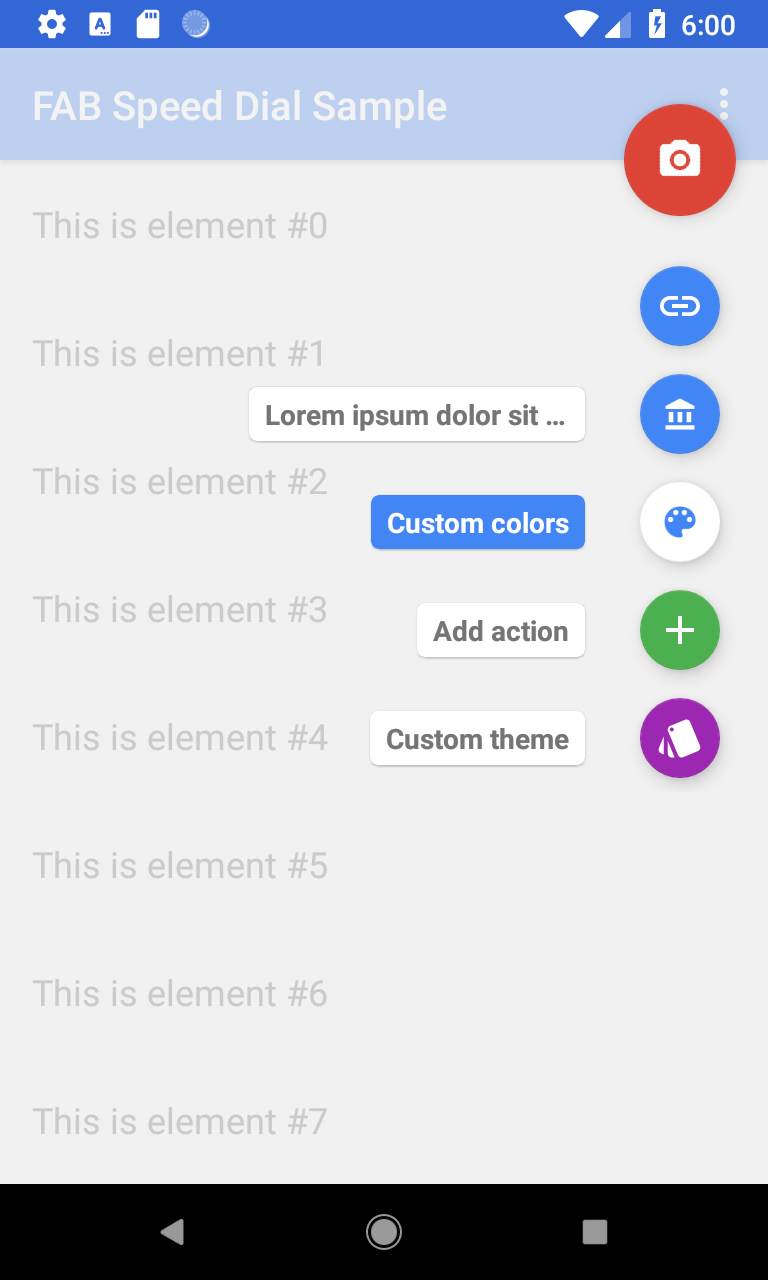 6:00
FAB Speed Dial Sample
This is element #0
This is element #1
Lorem ipsum dolor sit ...
This is element #2
Custom colors
This is element #3
Add action
This is element #4
Custom theme
This is element #5
This is element #6
This is element #7